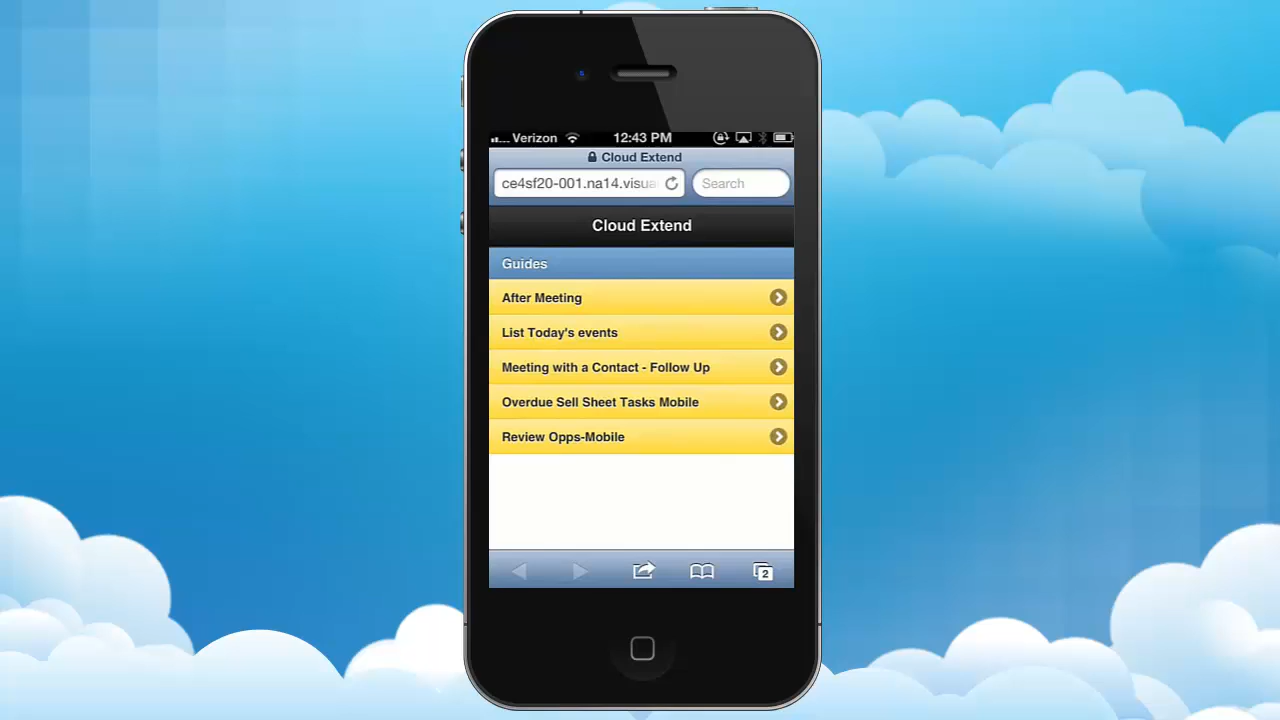 Verizon 12:43 PM
Cloud Extend
ce4sf20-001.na14.visua Search
Cloud Extend
Guides
After Meeting
List Today's events
Meeting with a Contact - Follow Up
Overdue Sell Sheet Tasks Mobile
Review Opps-Mobile
2